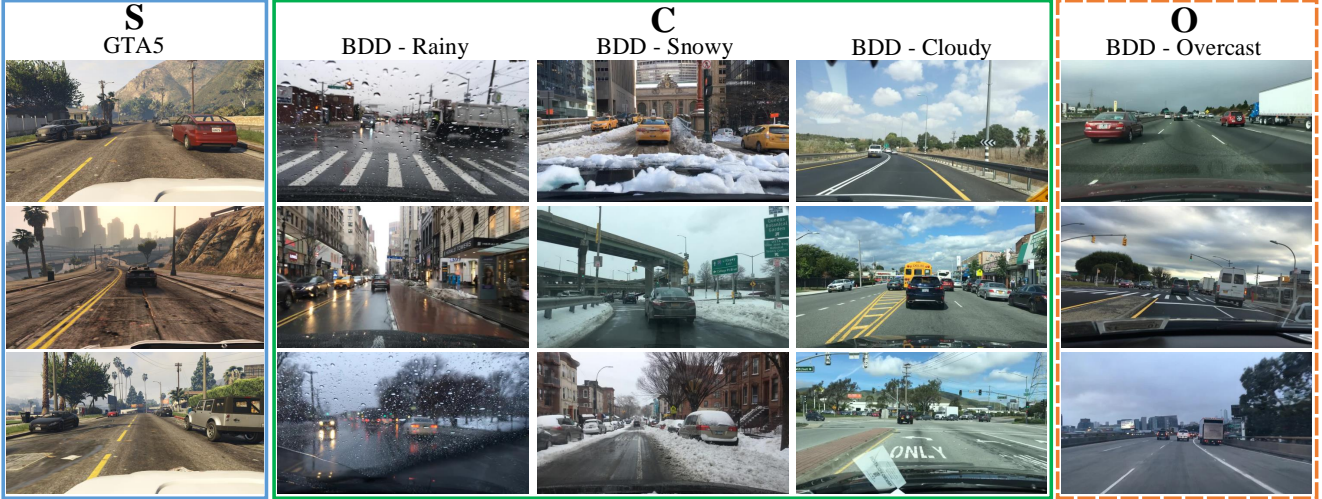 S
GTA5
C
BDD - Rainy
BDD - Snowy
BDD - Cloudy
O
BDD - Overcast
ONLY